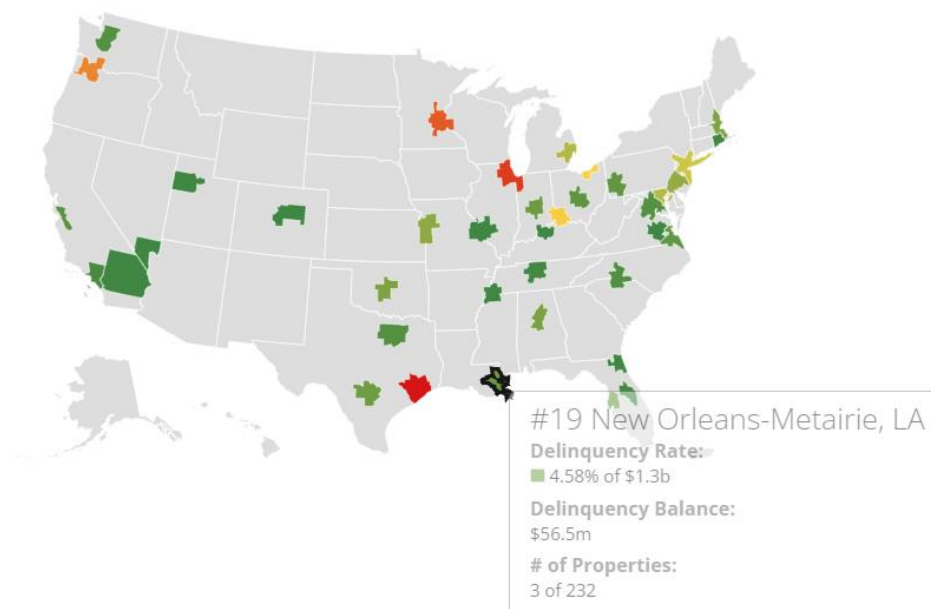 #19 New Orleans-Metairie, LA
Delinquency Rate:
4.58% of $1.3b
Delinquency Balance:
$56.5m
# of Properties:
3 of 232